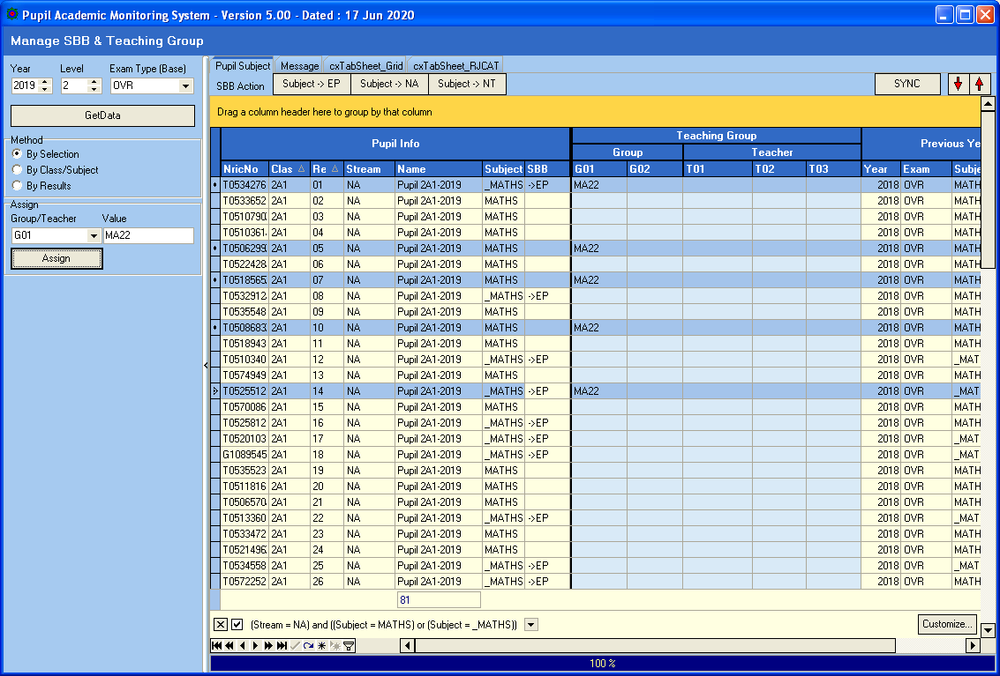 Pupil Academic Monitoring System - Version 5.00 - Dated : 17 Jun 2020
Manage SBB & Teaching Group
Year Level Exam Type (Base)
2019 2 OVR
GetData
Method
By Selection
By Class/Subject
By Results
Assign
Group/Teacher Value
G01 MA22
Assign
Pupil Subject Message cxTabSheet_Grid cxTabSheet_RJCAT
SBB Action Subject -> EP Subject -> NA Subject -> NT SYNC
Drag a column header here to group by that column
Pupil Info Teaching Group Previous Ye
Group Teacher
NricNo Clas Re Stream Name Subject SBB G01 G02 T01 T02 T03 Year Exam Subje
T0534276 2A1 01 NA Pupil 2A1-2019 _MATHS ->EP MA22 2018 OVR MATH
T0533652 2A1 02 NA Pupil 2A1-2019 MATHS 2018 OVR MATH
T0510790 2A1 03 NA Pupil 2A1-2019 MATHS 2018 OVR MATH
T0510361 2A1 04 NA Pupil 2A1-2019 MATHS 2018 OVR MATH
T0506299 2A1 05 NA Pupil 2A1-2019 MATHS MA22 2018 OVR MATH
T0522428 2A1 06 NA Pupil 2A1-2019 MATHS 2018 OVR MATH
T0518565 2A1 07 NA Pupil 2A1-2019 MATHS MA22 2018 OVR MATH
T0532912 2A1 08 NA Pupil 2A1-2019 _MATHS ->EP 2018 OVR MATH
T0535548 2A1 09 NA Pupil 2A1-2019 MATHS 2018 OVR MATH
T0508683 2A1 10 NA Pupil 2A1-2019 MATHS MA22 2018 OVR MATH
T0518943 2A1 11 NA Pupil 2A1-2019 MATHS 2018 OVR MATH
T0510340 2A1 12 NA Pupil 2A1-2019 _MATHS ->EP 2018 OVR _MAT
T0574949 2A1 13 NA Pupil 2A1-2019 MATHS 2018 OVR MATH
T0525512 2A1 14 NA Pupil 2A1-2019 _MATHS ->EP MA22 2018 OVR _MAT
T0570086 2A1 15 NA Pupil 2A1-2019 MATHS 2018 OVR MATH
T0525812 2A1 16 NA Pupil 2A1-2019 _MATHS ->EP 2018 OVR MATH
T0520103 2A1 17 NA Pupil 2A1-2019 _MATHS ->EP 2018 OVR _MAT
G1089545 2A1 18 NA Pupil 2A1-2019 _MATHS ->EP 2018 OVR _MAT
T0535523 2A1 19 NA Pupil 2A1-2019 MATHS 2018 OVR MATH
T0511816 2A1 20 NA Pupil 2A1-2019 MATHS 2018 OVR MATH
T0506570 2A1 21 NA Pupil 2A1-2019 MATHS 2018 OVR MATH
T0513360 2A1 22 NA Pupil 2A1-2019 _MATHS ->EP 2018 OVR _MAT
T0533472 2A1 23 NA Pupil 2A1-2019 MATHS 2018 OVR MATH
T0521496 2A1 24 NA Pupil 2A1-2019 MATHS 2018 OVR MATH
T0534558 2A1 25 NA Pupil 2A1-2019 _MATHS ->EP 2018 OVR _MAT
T0572252 2A1 26 NA Pupil 2A1-2019 _MATHS ->EP 2018 OVR MATH
81
(Stream = NA) and ((Subject = MATHS) or (Subject = _MATHS)) Customize...
100 %